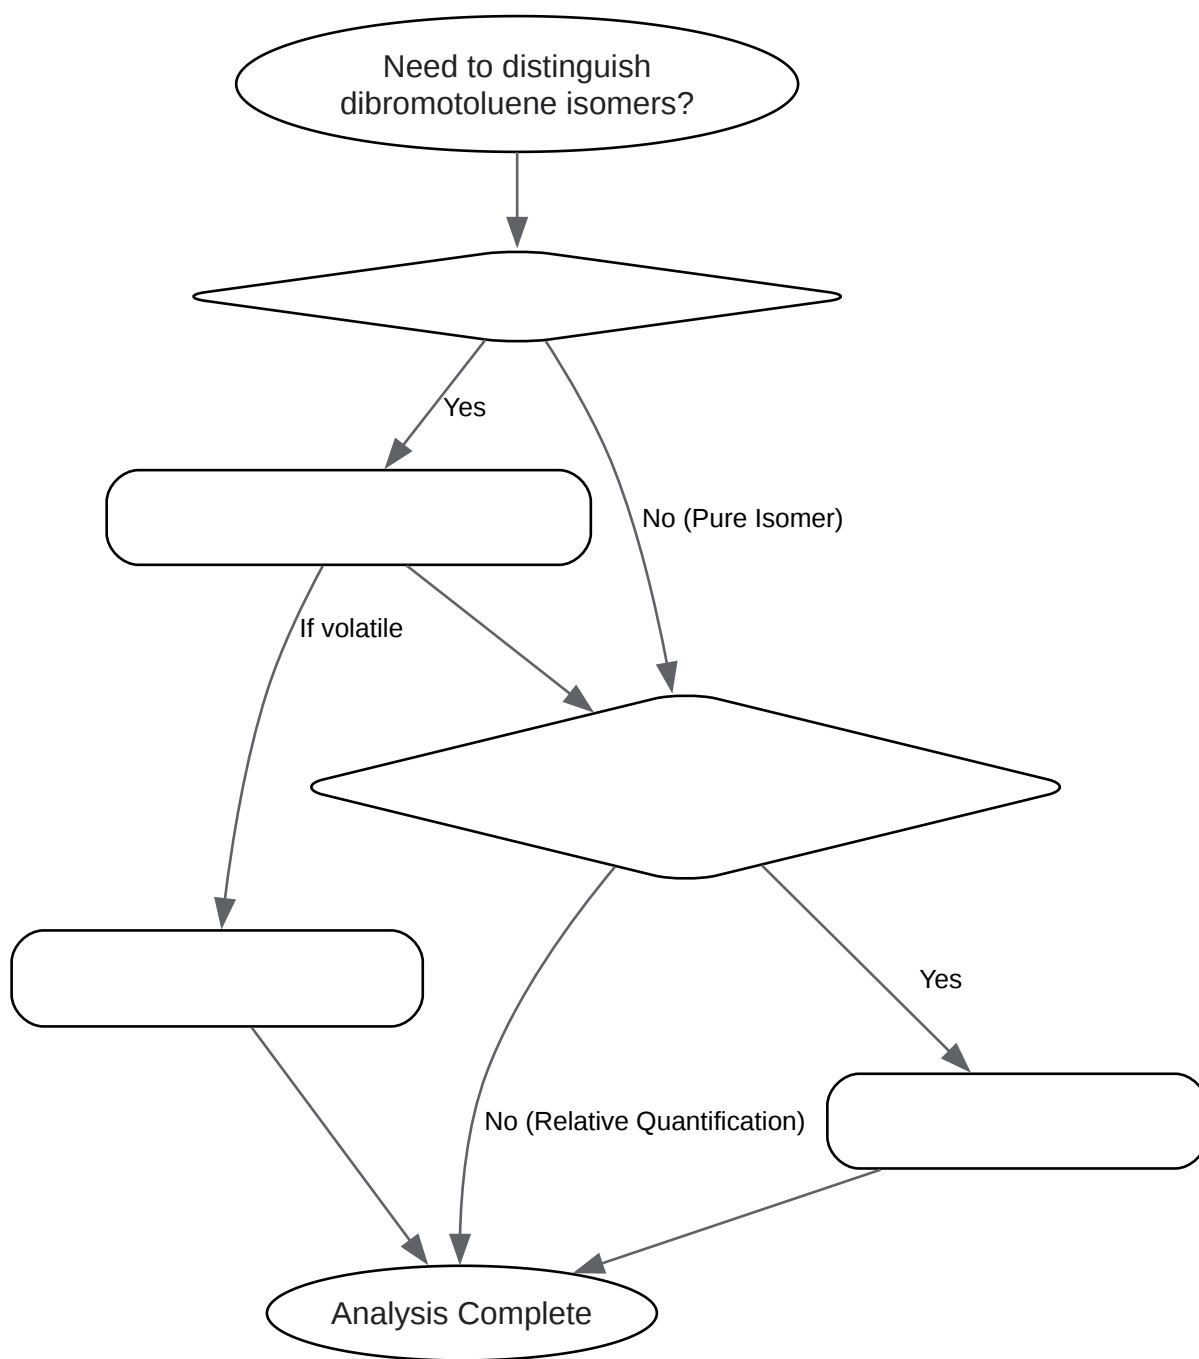 Need to distinguish
dibromotoluene isomers?
Yes
No (Pure Isomer)
If volatile
Yes
No (Relative Quantification)
Analysis Complete